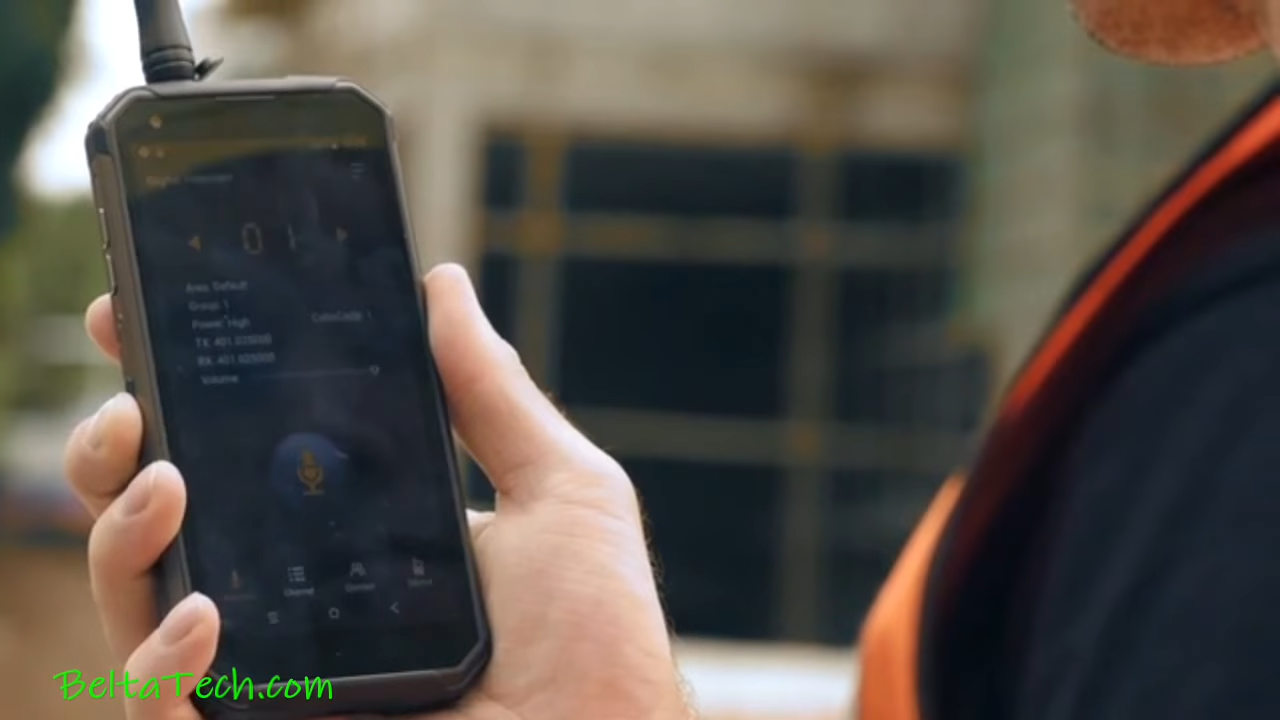 01
Area: Default
Group: 1
Power: High
ColorCode: 1
TX: 401.025000
RX: 401.025000
Volume
Channel
Contact
BeltaTech.com